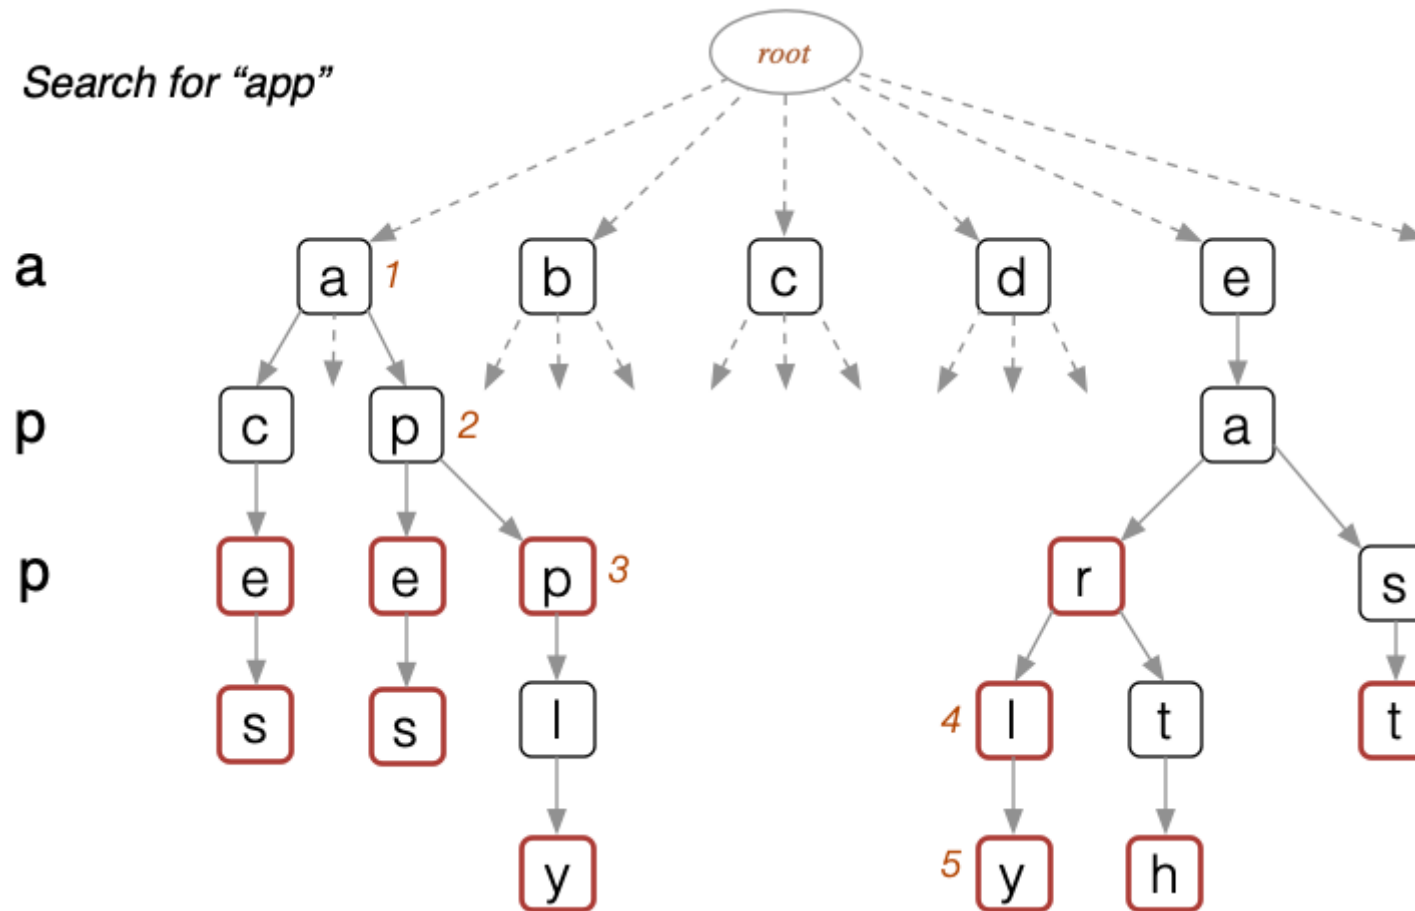 root
Search for “app”
a
a 1 b c d e
p
c p 2 a
p
e e p 3 r s
s s l 4 l t t
y 5 y h